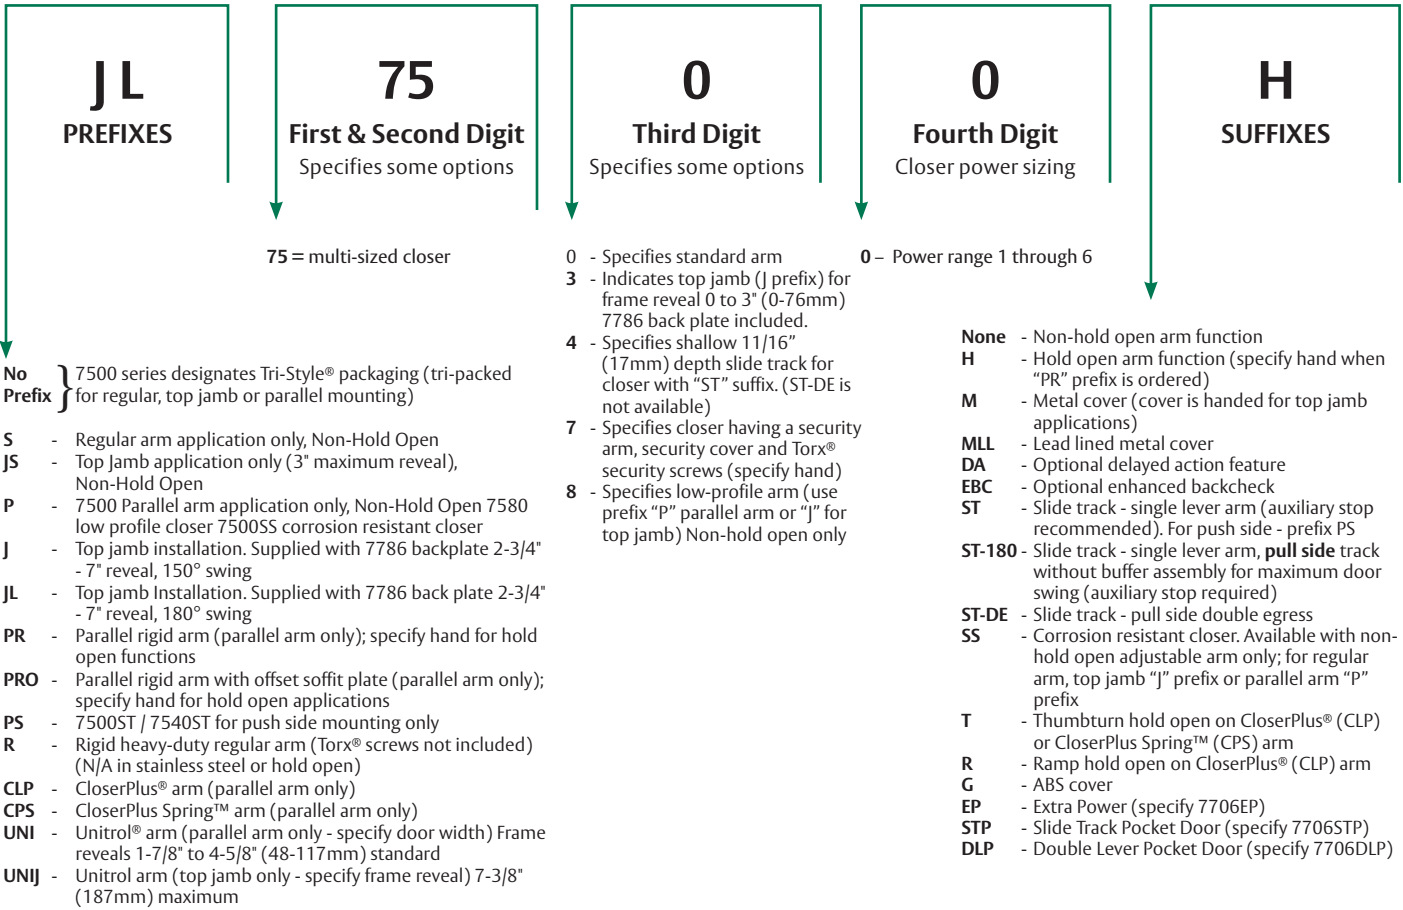 J L
PREFIXES
75
First & Second Digit
Specifies some options
0
Third Digit
Specifies some options
0
Fourth Digit
Closer power sizing
H
SUFFIXES
No
Prefix } 7500 series designates Tri-Style® packaging (tri-packed
for regular, top jamb or parallel mounting)
S - Regular arm application only, Non-Hold Open
JS - Top Jamb application only (3" maximum reveal),
Non-Hold Open
P - 7500 Parallel arm application only, Non-Hold Open 7580
low profile closer 7500SS corrosion resistant closer
J - Top jamb installation. Supplied with 7786 backplate 2-3/4"
- 7" reveal, 150° swing
JL - Top jamb Installation. Supplied with 7786 back plate 2-3/4"
- 7" reveal, 180° swing
PR - Parallel rigid arm (parallel arm only); specify hand for hold
open functions
PRO - Parallel rigid arm with offset soffit plate (parallel arm only);
specify hand for hold open applications
PS - 7500ST / 7540ST for push side mounting only
R - Rigid heavy-duty regular arm (Torx® screws not included)
(N/A in stainless steel or hold open)
CLP - CloserPlus® arm (parallel arm only)
CPS - CloserPlus Spring™ arm (parallel arm only)
UNI - Unitrol® arm (parallel arm only - specify door width) Frame
reveals 1-7/8" to 4-5/8" (48-117mm) standard
UNIJ - Unitrol arm (top jamb only - specify frame reveal) 7-3/8"
(187mm) maximum
75 = multi-sized closer
0 - Specifies standard arm
3 - Indicates top jamb (J prefix) for
frame reveal 0 to 3" (0-76mm)
7786 back plate included.
4 - Specifies shallow 11/16”
(17mm) depth slide track for
closer with “ST” suffix. (ST-DE is
not available)
7 - Specifies closer having a security
arm, security cover and Torx®
security screws (specify hand)
8 - Specifies low-profile arm (use
prefix “P” parallel arm or “J” for
top jamb) Non-hold open only
0 – Power range 1 through 6
None - Non-hold open arm function
H - Hold open arm function (specify hand when
“PR” prefix is ordered)
M - Metal cover (cover is handed for top jamb
applications)
MLL - Lead lined metal cover
DA - Optional delayed action feature
EBC - Optional enhanced backcheck
ST - Slide track - single lever arm (auxiliary stop
recommended). For push side - prefix PS
ST-180 - Slide track - single lever arm, pull side track
without buffer assembly for maximum door
swing (auxiliary stop required)
ST-DE - Slide track - pull side double egress
SS - Corrosion resistant closer. Available with non-
hold open adjustable arm only; for regular
arm, top jamb “J” prefix or parallel arm “P”
prefix
T - Thumbturn hold open on CloserPlus® (CLP)
or CloserPlus Spring™ (CPS) arm
R - Ramp hold open on CloserPlus® (CLP) arm
G - ABS cover
EP - Extra Power (specify 7706EP)
STP - Slide Track Pocket Door (specify 7706STP)
DLP - Double Lever Pocket Door (specify 7706DLP)